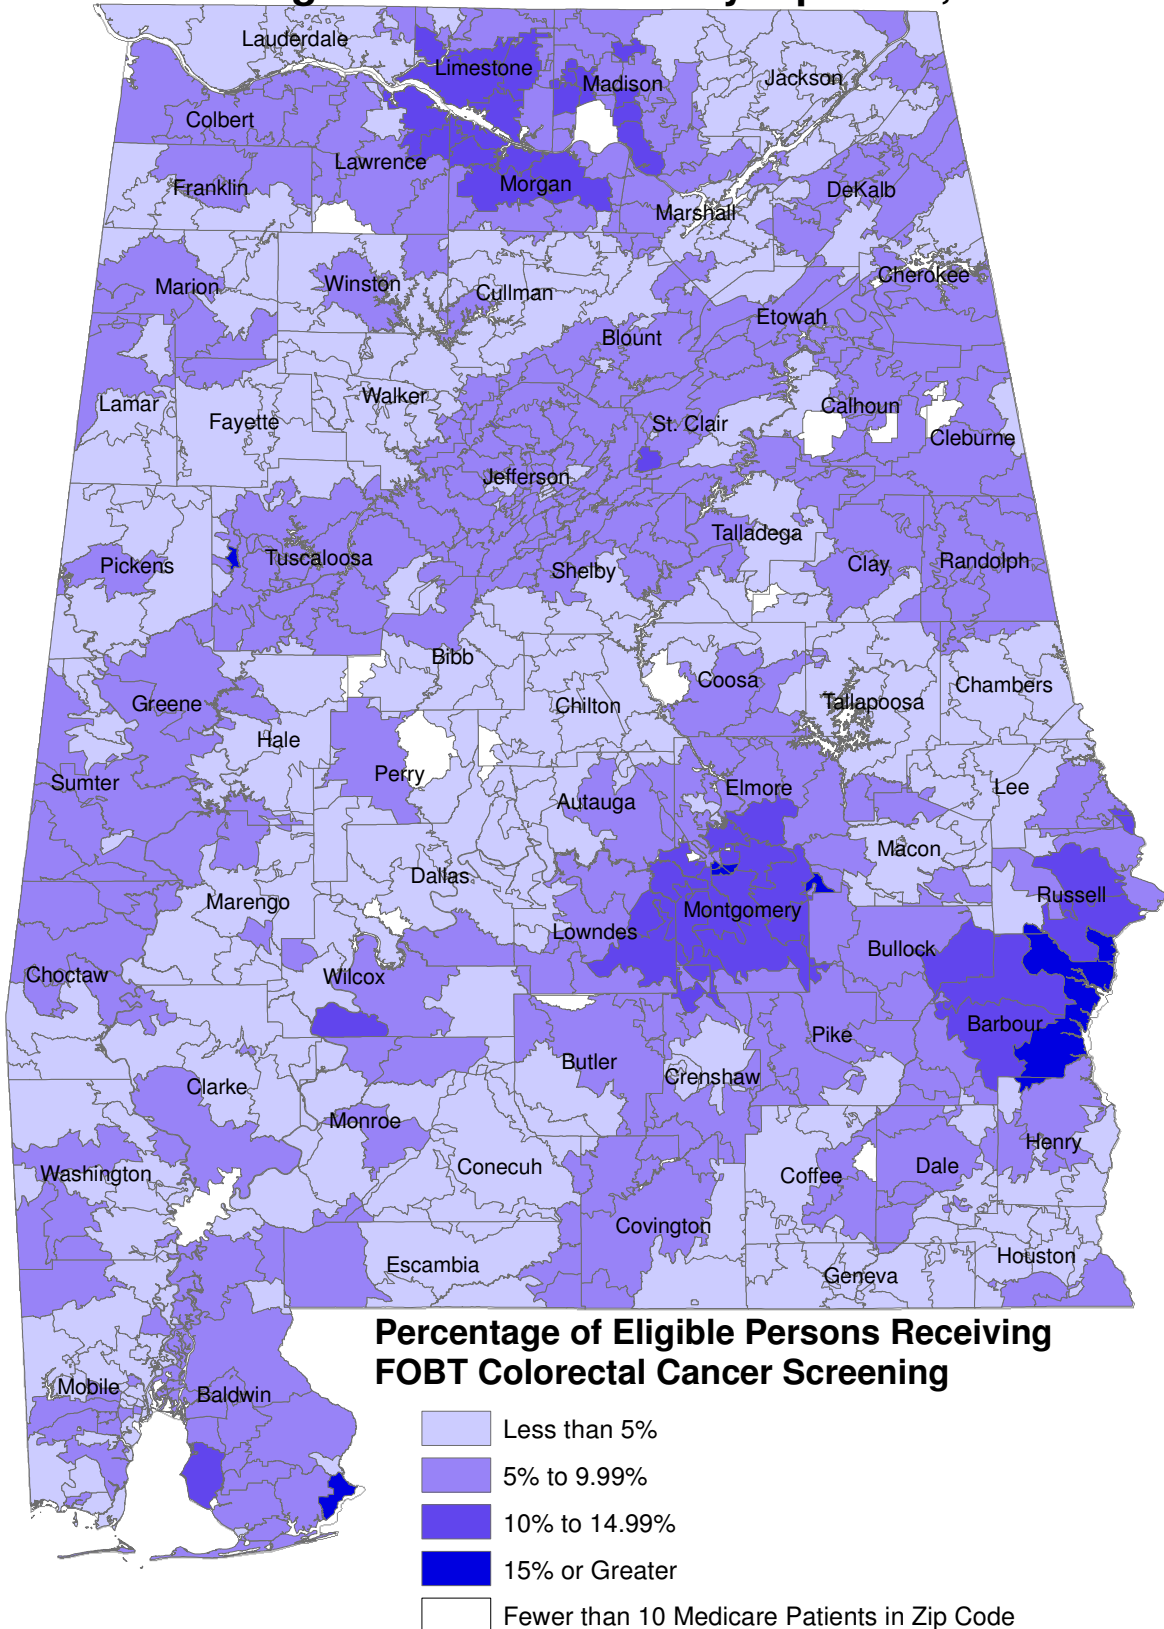 Lauderdale
Limestone
Madison
Jackson
Colbert
Lawrence
Franklin
Morgan
DeKalb
Marshall
Cherokee
Marion
Winston
Cullman
Etowah
Blount
Lamar
Fayette
Walker
St. Clair
Calhoun
Cleburne
Jefferson
Talladega
Pickens
Tuscaloosa
Shelby
Clay
Randolph
Bibb
Coosa
Chambers
Greene
Chilton
Tallapoosa
Hale
Perry
Sumter
Autauga
Elmore
Lee
Macon
Dallas
Marengo
Montgomery
Russell
Lowndes
Bullock
Choctaw
Wilcox
Barbour
Pike
Butler
Crenshaw
Clarke
Monroe
Henry
Washington
Conecuh
Coffee
Dale
Covington
Escambia
Houston
Geneva
Mobile
Baldwin
Percentage of Eligible Persons Receiving
FOBT Colorectal Cancer Screening
Less than 5%
5% to 9.99%
10% to 14.99%
15% or Greater
Fewer than 10 Medicare Patients in Zip Code